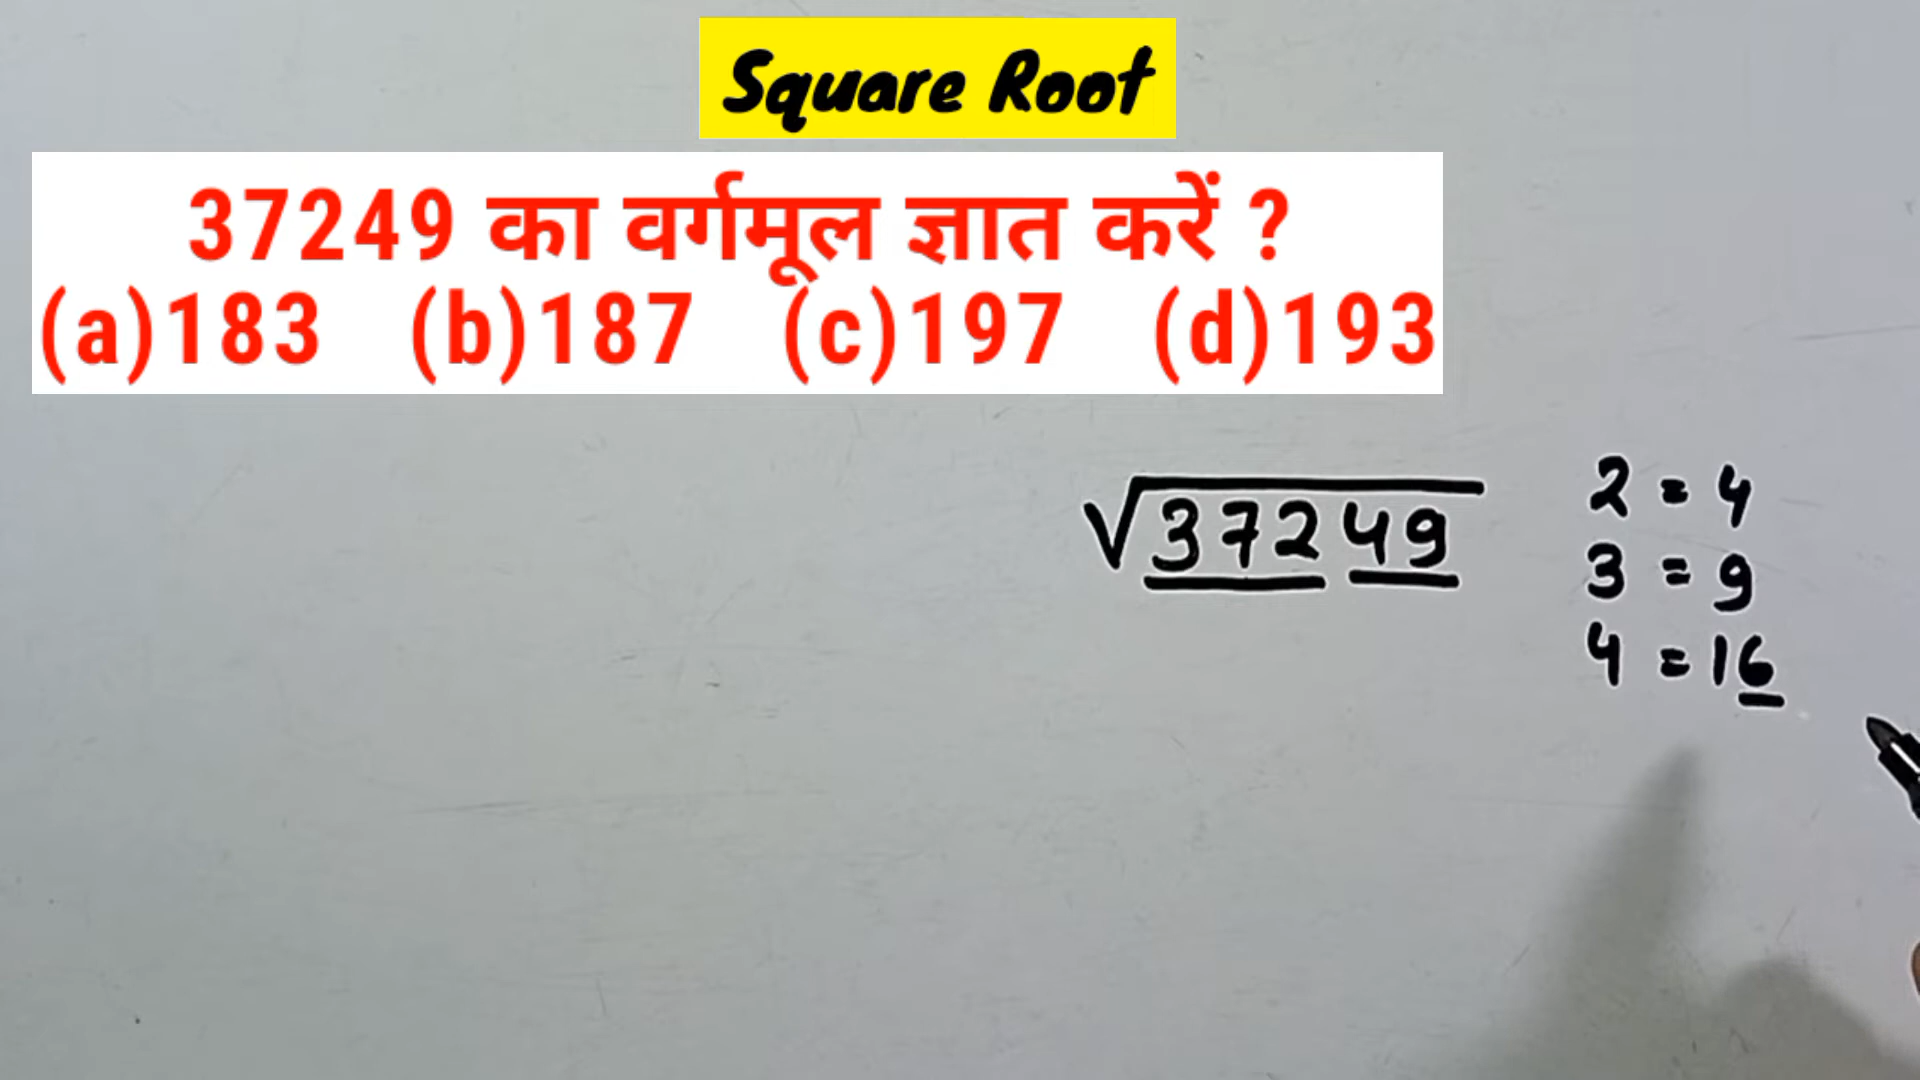 Square Root
37249 का वर्गमूल ज्ञात करें ?
(a)183 (b)187 (c)197 (d)193
√37249
2 = 4
3 = 9
4 = 16